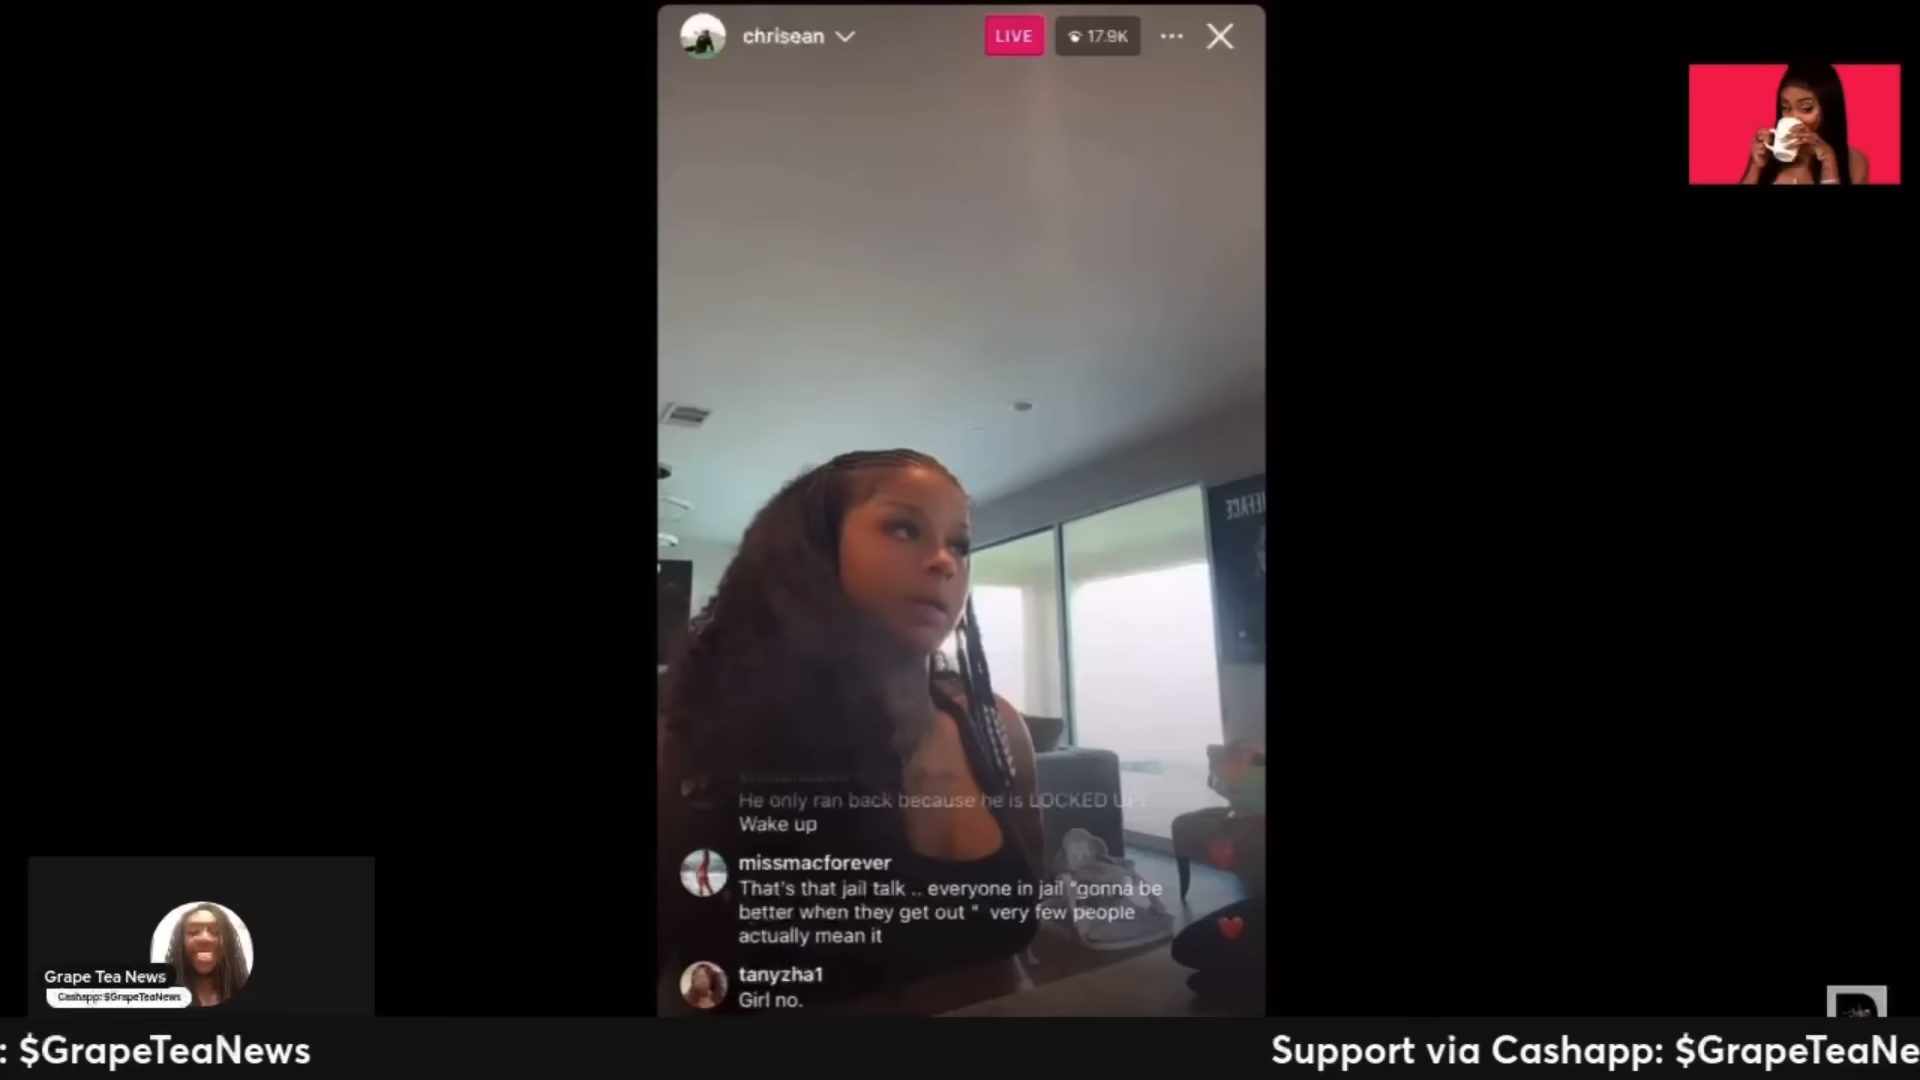 chrisean
LIVE
17.9K
He only ran back because he is LOCKED UP!
Wake up
missmacforever
That's that jail talk .. everyone in jail "gonna be
better when they get out " very few people
actually mean it
tanyzha1
Girl no.
Grape Tea News
Cashapp: $GrapeTeaNews
: $GrapeTeaNews
Support via Cashapp: $GrapeTeaNe